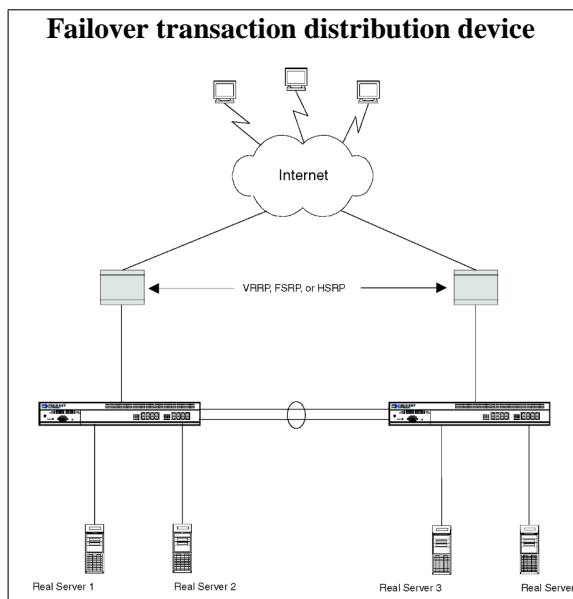 Failover transaction distribution device
Internet
VRRP, FSRP, or HSRP
Real Server 1
Real Server 2
Real Server 3
Real Server